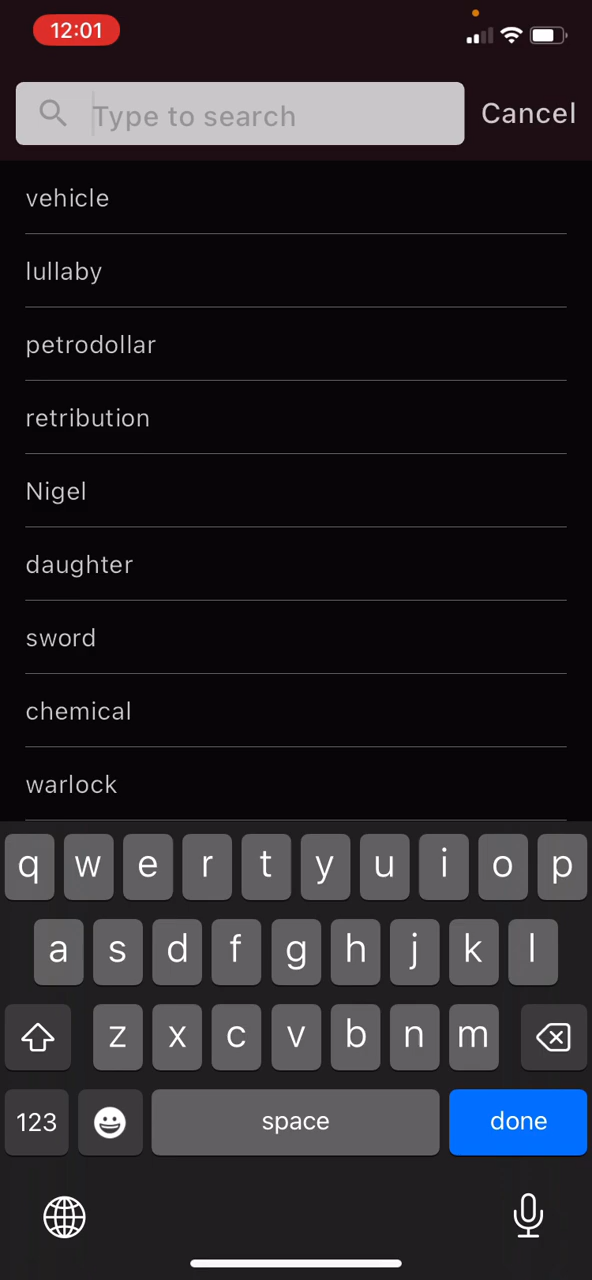 12:01
Type to search
Cancel
vehicle
lullaby
petrodollar
retribution
Nigel
daughter
sword
chemical
warlock
q w e r t y u i o p
a s d f g h j k l
z x c v b n m
123 space done